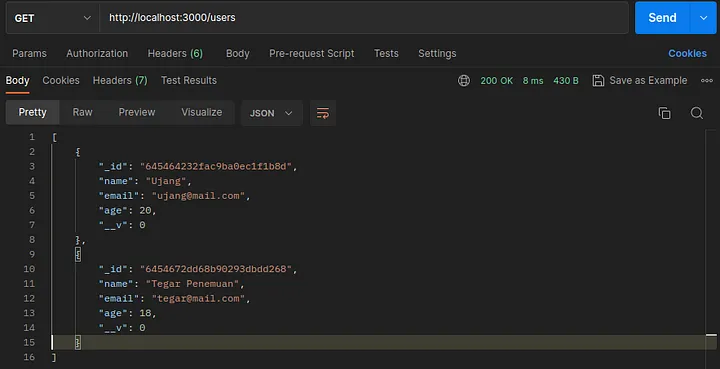 GET http://localhost:3000/users Send
Params Authorization Headers (6) Body Pre-request Script Tests Settings Cookies
Body Cookies Headers (7) Test Results 200 OK 8 ms 430 B Save as Example
Pretty Raw Preview Visualize JSON
1 [
2 {
3 "_id": "645464232fac9ba0ec1f1b8d",
4 "name": "Ujang",
5 "email": "ujang@mail.com",
6 "age": 20,
7 "__v": 0
8 },
9 {
10 "_id": "6454672dd68b90293dbdd268",
11 "name": "Tegar Penemuan",
12 "email": "tegar@mail.com",
13 "age": 18,
14 "__v": 0
15 }
16 ]